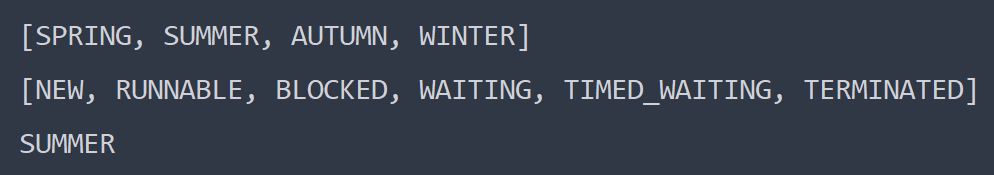 [SPRING, SUMMER, AUTUMN, WINTER]
[NEW, RUNNABLE, BLOCKED, WAITING, TIMED_WAITING, TERMINATED]
SUMMER